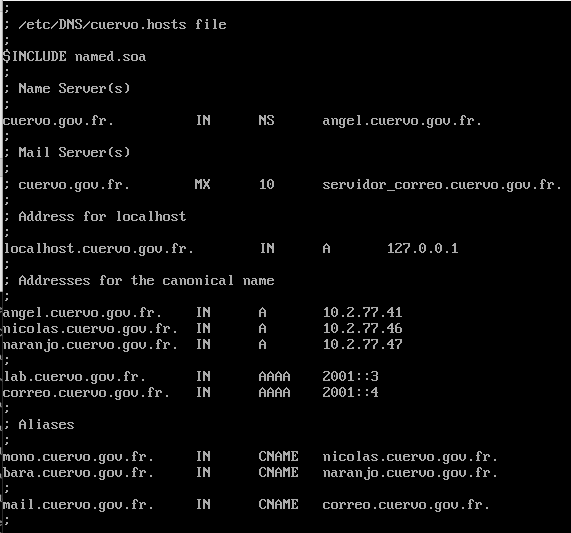 ;
; /etc/DNS/cuervo.hosts file
;
$INCLUDE named.soa
;
; Name Server(s)
;
cuervo.gov.fr. IN NS angel.cuervo.gov.fr.
;
; Mail Server(s)
;
; cuervo.gov.fr. MX 10 servidor_correo.cuervo.gov.fr.
;
; Address for localhost
;
localhost.cuervo.gov.fr. IN A 127.0.0.1
;
; Addresses for the canonical name
;
angel.cuervo.gov.fr. IN A 10.2.77.41
nicolas.cuervo.gov.fr. IN A 10.2.77.46
naranjo.cuervo.gov.fr. IN A 10.2.77.47
;
lab.cuervo.gov.fr. IN AAAA 2001::3
correo.cuervo.gov.fr. IN AAAA 2001::4
;
; Aliases
;
mono.cuervo.gov.fr. IN CNAME nicolas.cuervo.gov.fr.
bara.cuervo.gov.fr. IN CNAME naranjo.cuervo.gov.fr.
;
mail.cuervo.gov.fr. IN CNAME correo.cuervo.gov.fr.
;